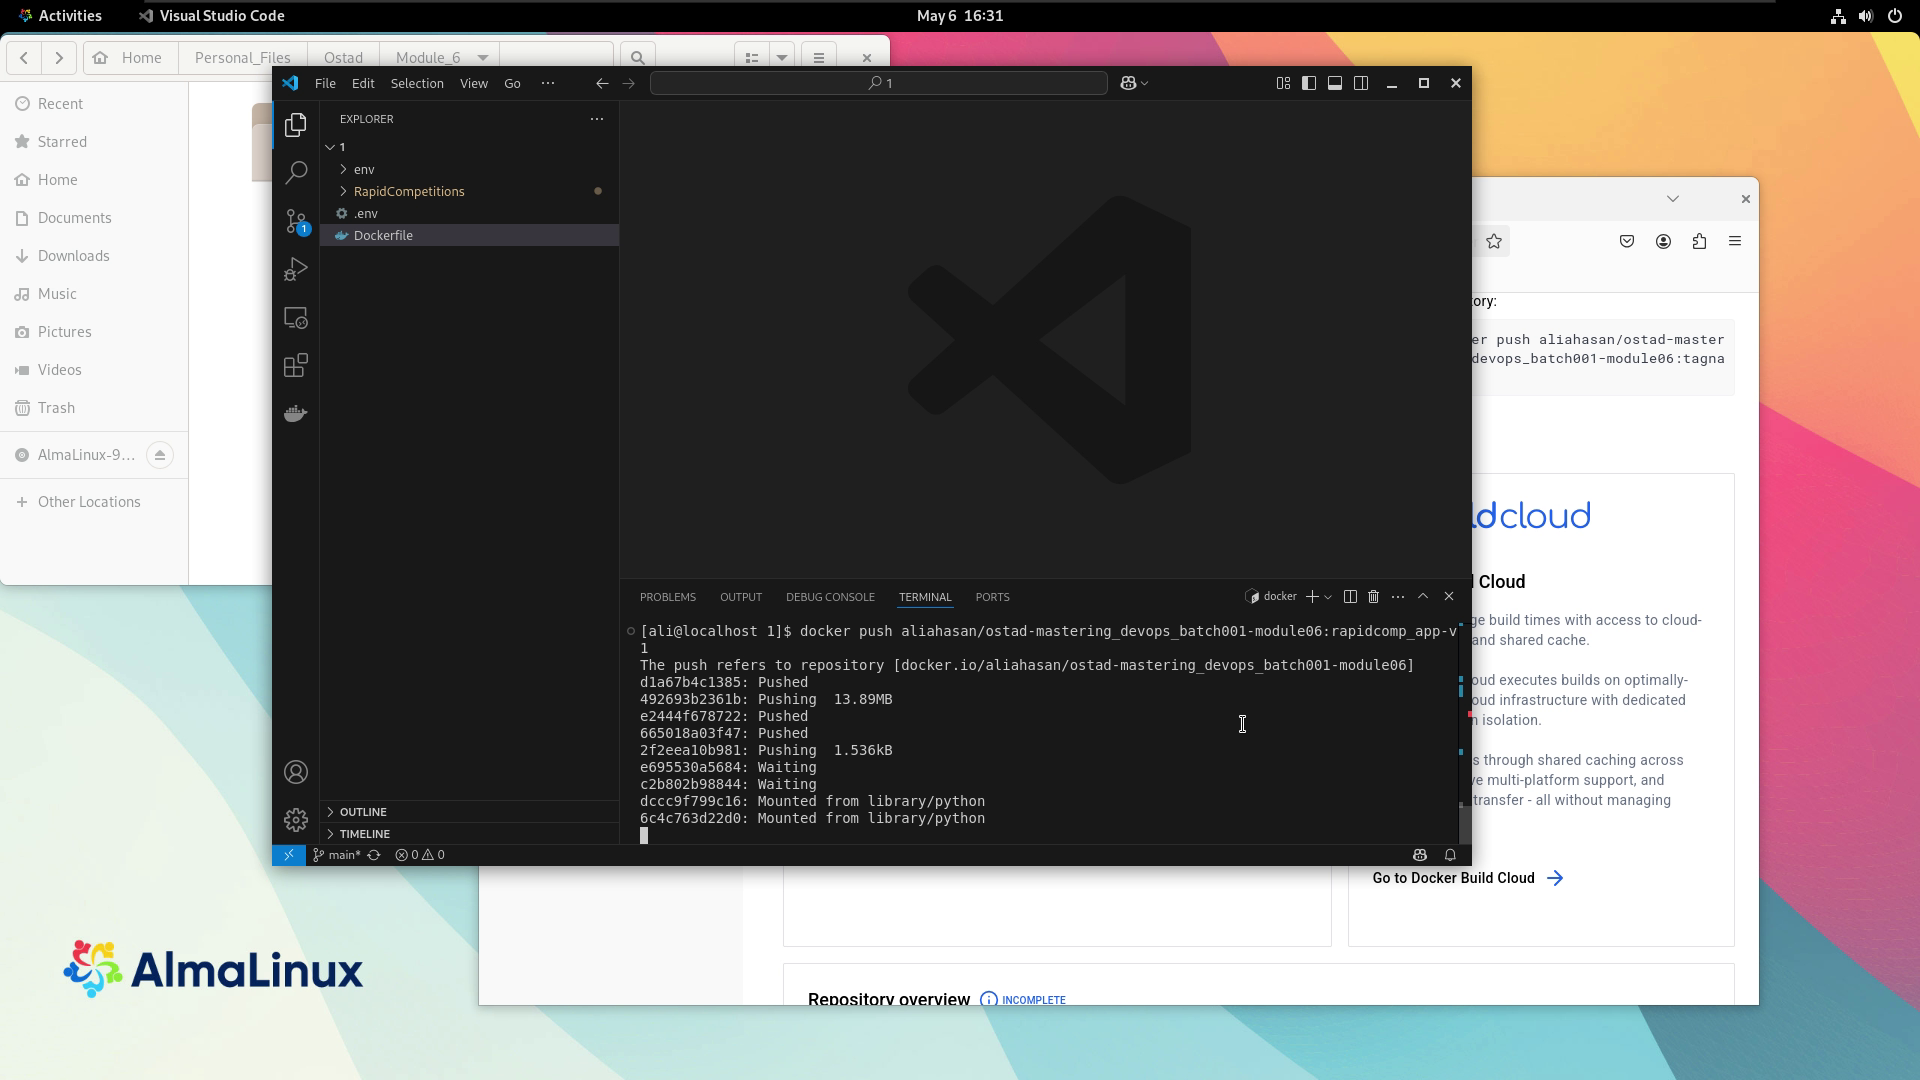 Activities
Visual Studio Code
May 6 16:31
Home
Personal_Files
Ostad
Module_6
Recent
Starred
Home
Documents
Downloads
Music
Pictures
Videos
Trash
AlmaLinux-9...
Other Locations
File Edit Selection View Go ···
1
EXPLORER
1
env
RapidCompetitions
.env
Dockerfile
1
OUTLINE
TIMELINE
PROBLEMS OUTPUT DEBUG CONSOLE TERMINAL PORTS
docker
[ali@localhost 1]$ docker push aliahasan/ostad-mastering_devops_batch001-module06:rapidcomp_app-v
1
The push refers to repository [docker.io/aliahasan/ostad-mastering_devops_batch001-module06]
d1a67b4c1385: Pushed
492693b2361b: Pushing 13.89MB
e2444f678722: Pushed
665018a03f47: Pushed
2f2eea10b981: Pushing 1.536kB
e695530a5684: Waiting
c2b802b98844: Waiting
dccc9f799c16: Mounted from library/python
6c4c763d22d0: Mounted from library/python
main* 0 0
ory:
er push aliahasan/ostad-master
devops_batch001-module06:tagna
ldcloud
Cloud
ge build times with access to cloud-
and shared cache.
oud executes builds on optimally-
oud infrastructure with dedicated
n isolation.
s through shared caching across
ve multi-platform support, and
transfer - all without managing
Go to Docker Build Cloud
Repository overview INCOMPLETE
AlmaLinux